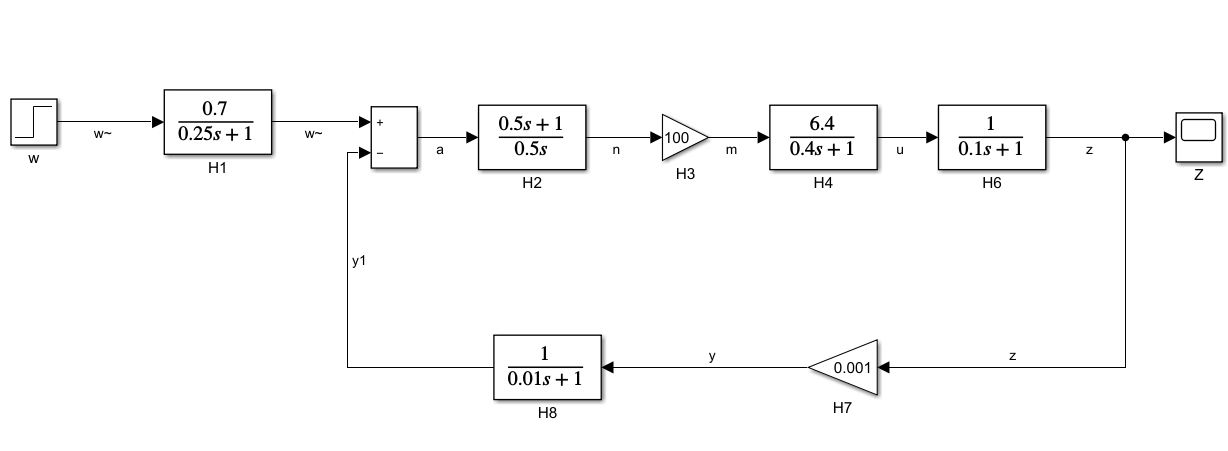 w~
w
0.7
0.25s + 1
H1
w~
+
−
a
0.5s + 1
0.5s
H2
n
100
H3
m
6.4
0.4s + 1
H4
u
1
0.1s + 1
H6
z
Z
y1
1
0.01s + 1
H8
y
0.001
H7
z